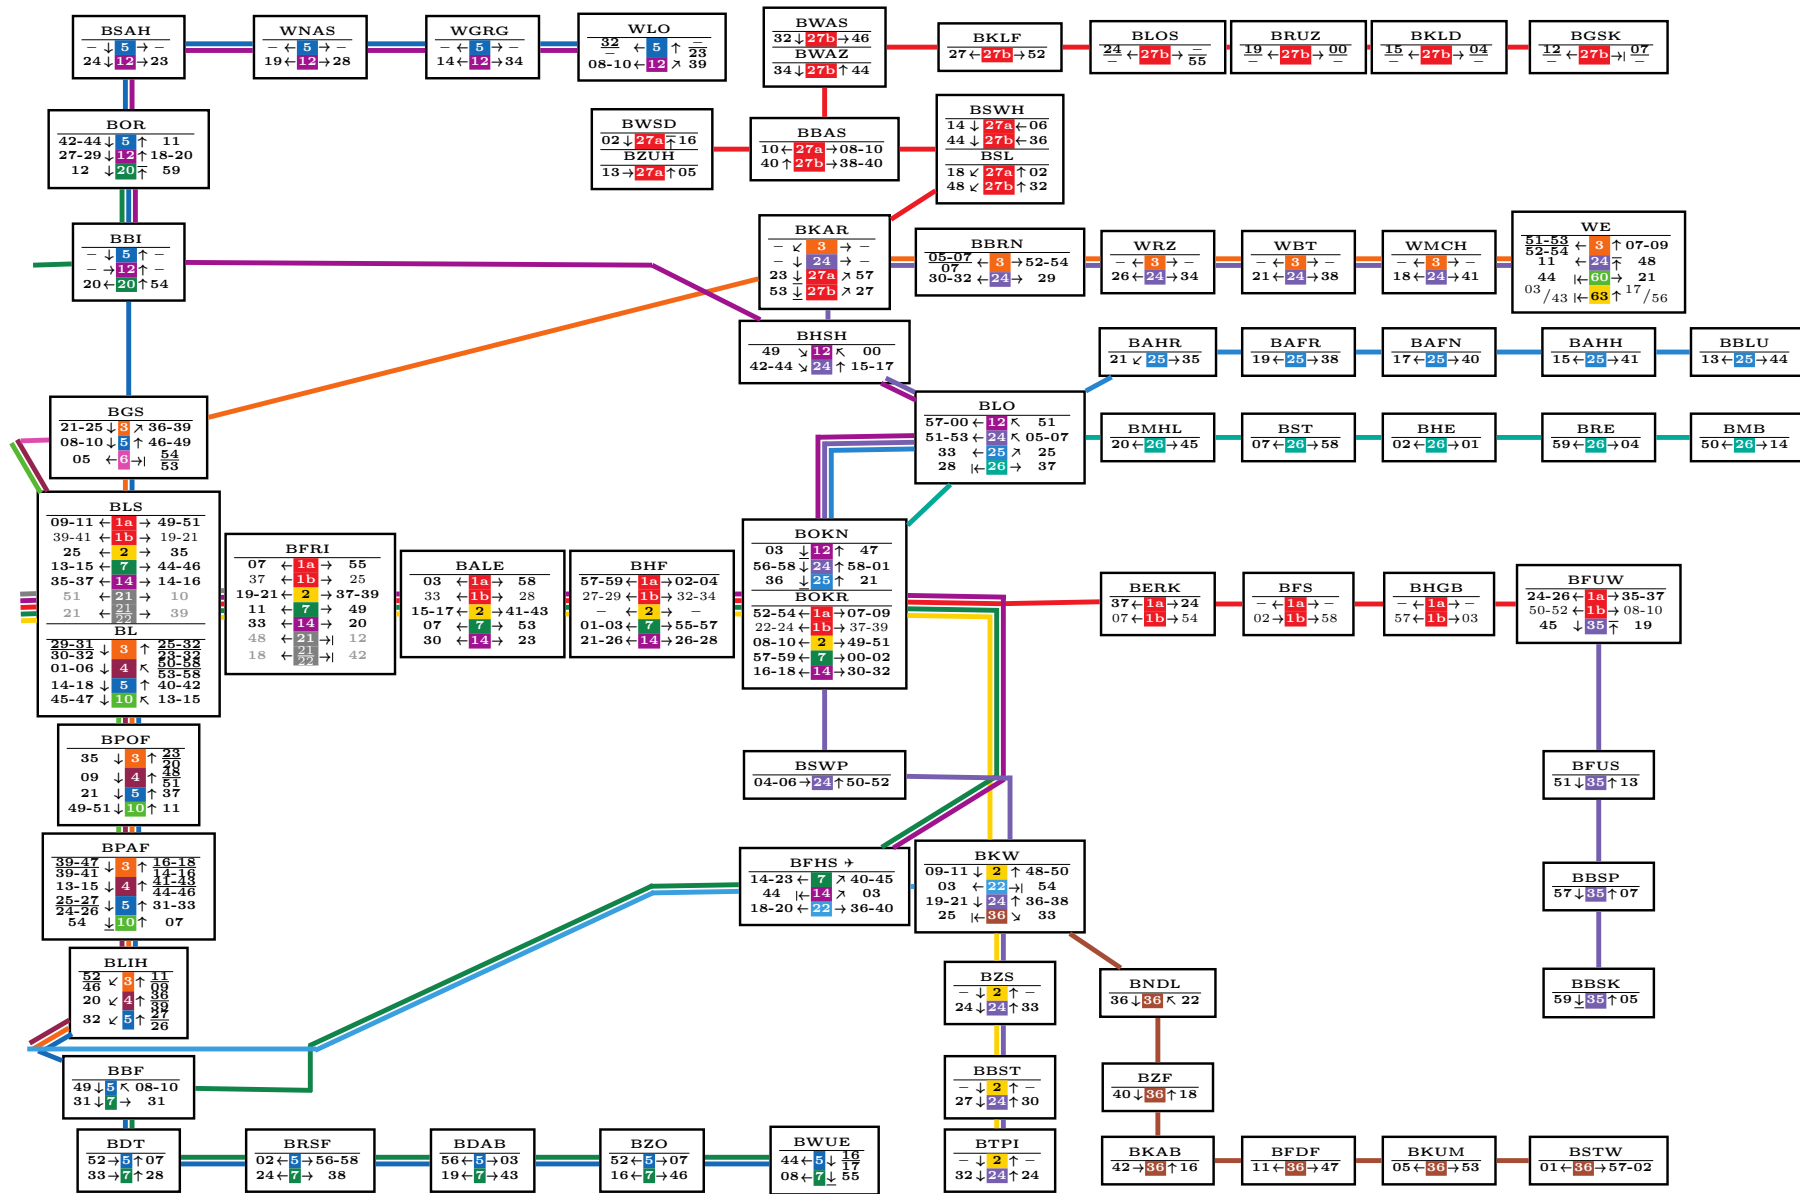 BSAH
- ↓ 5 → -
24 ↓ 12 → 23
WNAS
- ← 5 → -
19 ← 12 → 28
WGRG
- ← 5 → -
14 ← 12 → 34
WLO
32/- ← 5 ↑ -/23
08-10 ← 12 ↗ 39
BWAS
32 ↓ 27b → 46
BWAZ
34 ↓ 27b ↑ 44
BKLF
27 ← 27b → 52
BLOS
24/- ← 27b → -/55
BRUZ
19/- ← 27b → 00/-
BKLD
15/- ← 27b → 04/-
BGSK
12/- ← 27b →| 07/-
BOR
42-44 ↓ 5 ↑ 11
27-29 ↓ 12 ↑ 18-20
12 ↓ 20 ↑ 59
BWSD
02 ↓ 27a ↑ 16
BZUH
13 → 27a ↑ 05
BBAS
10 ← 27a → 08-10
40 ↑ 27b → 38-40
BSWH
14 ↓ 27a ← 06
44 ↓ 27b ← 36
BSL
18 ↙ 27a ↑ 02
48 ↙ 27b ↑ 32
BBI
- ↓ 5 ↑ -
- → 12 ↑ -
20 ← 20 ↑ 54
BKAR
- ↙ 3 → -
- ↓ 24 → -
23 ↓ 27a ↗ 57
53 ↓ 27b ↗ 27
BBRN
05-07/07 ← 3 → 52-54
30-32 ← 24 → 29
WRZ
- ← 3 → -
26 ← 24 → 34
WBT
- ← 3 → -
21 ← 24 → 38
WMCH
- ← 3 → -
18 ← 24 → 41
WE
51-53/52-54 ← 3 ↑ 07-09
11 ← 24 ↑ 48
44 |← 60 → 21
03/43 |← 63 ↑ 17/56
BHSH
49 ↘ 12 ↖ 00
42-44 ↘ 24 ↑ 15-17
BAHR
21 ↙ 25 → 35
BAFR
19 ← 25 → 38
BAFN
17 ← 25 → 40
BAHH
15 ← 25 → 41
BBLU
13 ← 25 → 44
BGS
21-25 ↓ 3 ↗ 36-39
08-10 ↓ 5 ↑ 46-49
05 ← 6 →| 54/53
BLO
57-00 ← 12 ↖ 51
51-53 ← 24 ↖ 05-07
33 ← 25 ↗ 25
28 |← 26 → 37
BMHL
20 ← 26 → 45
BST
07 ← 26 → 58
BHE
02 ← 26 → 01
BRE
59 ← 26 → 04
BMB
50 ← 26 → 14
BLS
09-11 ← 1a → 49-51
39-41 ← 1b → 19-21
25 ← 2 → 35
13-15 ← 7 → 44-46
35-37 ← 14 → 14-16
51 ← 21 → 10
21 ← 21/22 → 39
BL
29-31/30-32 ↓ 3 ↑ 25-32/23-32
01-06 ↓ 4 ↖ 50-58/53-58
14-18 ↓ 5 ↑ 40-42
45-47 ↓ 10 ↖ 13-15
BFRI
07 ← 1a → 55
37 ← 1b → 25
19-21 ← 2 → 37-39
11 ← 7 → 49
33 ← 14 → 20
48 ← 21 →| 12
18 ← 21/22 →| 42
BALE
03 ← 1a → 58
33 ← 1b → 28
15-17 ← 2 → 41-43
07 ← 7 → 53
30 ← 14 → 23
BHF
57-59 ← 1a → 02-04
27-29 ← 1b → 32-34
- ← 2 → -
01-03 ← 7 → 55-57
21-26 ← 14 → 26-28
BOKN
03 ↓ 12 ↑ 47
56-58 ↓ 24 ↑ 58-01
36 ↓ 25 ↑ 21
BOKR
52-54 ← 1a → 07-09
22-24 ← 1b → 37-39
08-10 ← 2 → 49-51
57-59 ← 7 → 00-02
16-18 ← 14 → 30-32
BERK
37 ← 1a → 24
07 ← 1b → 54
BFS
- ← 1a → -
02 → 1b → 58
BHGB
- ← 1a → -
57 ← 1b → 03
BFUW
24-26 ← 1a → 35-37
50-52 ← 1b → 08-10
45 ↓ 35 ↑ 19
BPOF
35 ↓ 3 ↑ 23/20
09 ↓ 4 ↑ 48/51
21 ↓ 5 ↑ 37
49-51 ↓ 10 ↑ 11
BSWP
04-06 → 24 ↑ 50-52
BFUS
51 ↓ 35 ↑ 13
BPAF
39-47/39-41 ↓ 3 ↑ 16-18/14-16
13-15 ↓ 4 ↑ 41-43/44-46
25-27/24-26 ↓ 5 ↑ 31-33
54 ↓ 10 ↑ 07
BFHS ✈
14-23 ← 7 ↗ 40-45
44 |← 14 ↗ 03
18-20 ← 22 → 36-40
BKW
09-11 ↓ 2 ↑ 48-50
03 ← 22 →| 54
19-21 ↓ 24 ↑ 36-38
25 |← 36 ↘ 33
BBSP
57 ↓ 35 ↑ 07
BLIH
52/46 ↙ 3 ↑ 11/09
20 ↙ 4 ↑ 36/39
32 ↙ 5 ↑ 27/26
BZS
- ↓ 2 ↑ -
24 ↓ 24 ↑ 33
BNDL
36 ↓ 36 ↖ 22
BBSK
59 ↓ 35 ↑ 05
BBF
49 ↓ 5 ↖ 08-10
31 ↓ 7 → 31
BBST
- ↓ 2 ↑ -
27 ↓ 24 ↑ 30
BZF
40 ↓ 36 ↑ 18
BDT
52 → 5 ↑ 07
33 → 7 ↑ 28
BRSF
02 ← 5 → 56-58
24 ← 7 → 38
BDAB
56 ← 5 → 03
19 ← 7 → 43
BZO
52 ← 5 → 07
16 ← 7 → 46
BWUE
44 ← 5 ↓ 16/17
08 ← 7 ↓ 55
BTPI
- ↓ 2 ↑ -
32 ↓ 24 ↑ 24
BKAB
42 → 36 ↑ 16
BFDF
11 ← 36 → 47
BKUM
05 ← 36 → 53
BSTW
01 ← 36 → 57-02